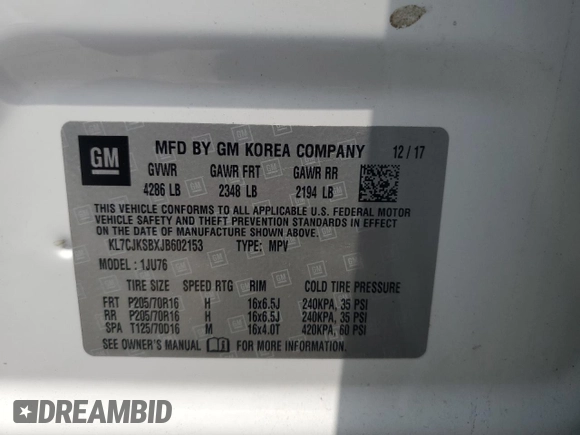 GM
MFD BY GM KOREA COMPANY 12/17
GVWR GAWR FRT GAWR RR
4286 LB 2348 LB 2194 LB
THIS VEHICLE CONFORMS TO ALL APPLICABLE U.S. FEDERAL MOTOR
VEHICLE SAFETY AND THEFT PREVENTION STANDARDS IN EFFECT
ON THE DATE OF MANUFACTURE SHOWN ABOVE.
KL7CJKSBXJB602153 TYPE: MPV
MODEL: 1JU76
TIRE SIZE SPEED RTG RIM COLD TIRE PRESSURE
FRT P205/70R16 H 16x6.5J 240KPA, 35 PSI
RR P205/70R16 H 16x6.5J 240KPA, 35 PSI
SPA T125/70D16 M 16x4.0T 420KPA, 60 PSI
SEE OWNER'S MANUAL FOR MORE INFORMATION
DREAMBID